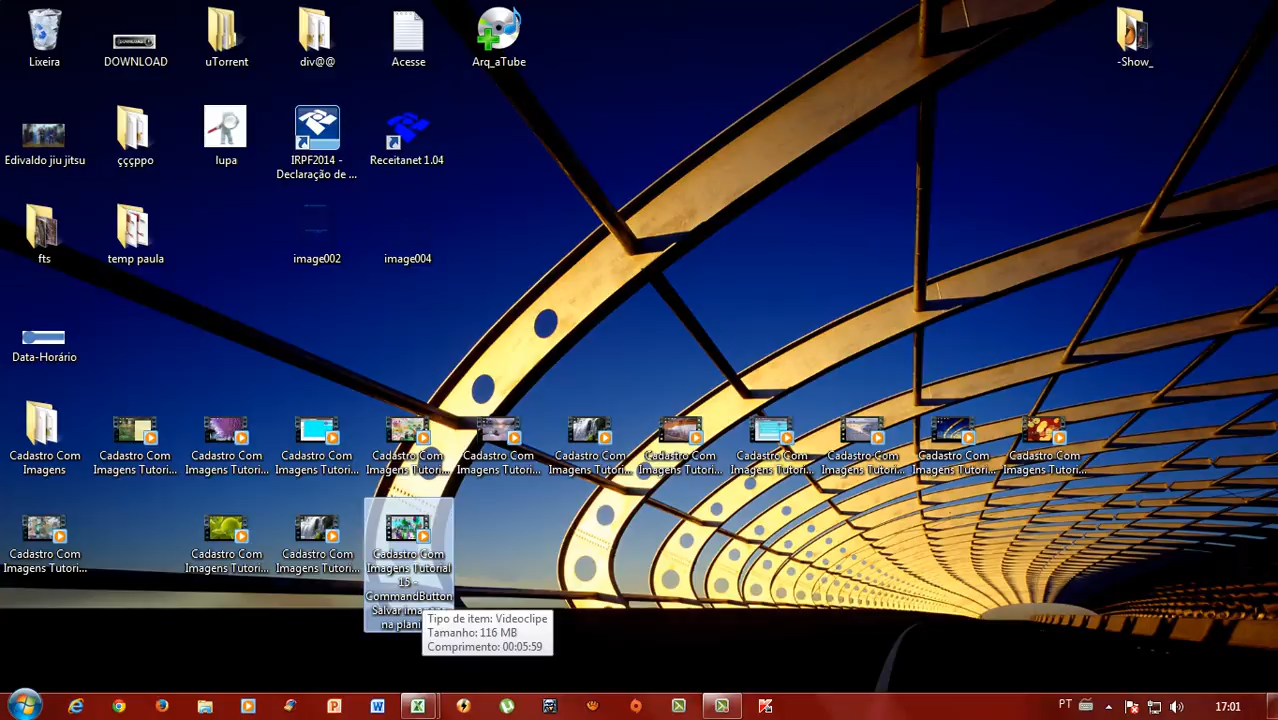 Lixeira
DOWNLOAD
uTorrent
div@@
Acesse
Arq_aTube
-Show_
Edivaldo jiu jitsu
çççppo
lupa
IRPF2014 -
Declaração de ...
Receitanet 1.04
fts
temp paula
image002
image004
Data-Horário
Cadastro Com
Imagens
Cadastro Com
Imagens Tutori...
Cadastro Com
Imagens Tutori...
Cadastro Com
Imagens Tutori...
Cadastro Com
Imagens Tutori...
Cadastro Com
Imagens Tutori...
Cadastro Com
Imagens Tutori...
Cadastro Com
Imagens Tutori...
Cadastro Com
Imagens Tutori...
Cadastro Com
Imagens Tutori...
Cadastro Com
Imagens Tutori...
Cadastro Com
Imagens Tutori...
Cadastro Com
Imagens Tutori...
Cadastro Com
Imagens Tutori...
Cadastro Com
Imagens Tutori...
Cadastro Com
Imagens Tutorial
15 -
CommandButton
Salvar
na plani
Tipo de item: Videoclipe
Tamanho: 116 MB
Comprimento: 00:05:59
PT
17:01